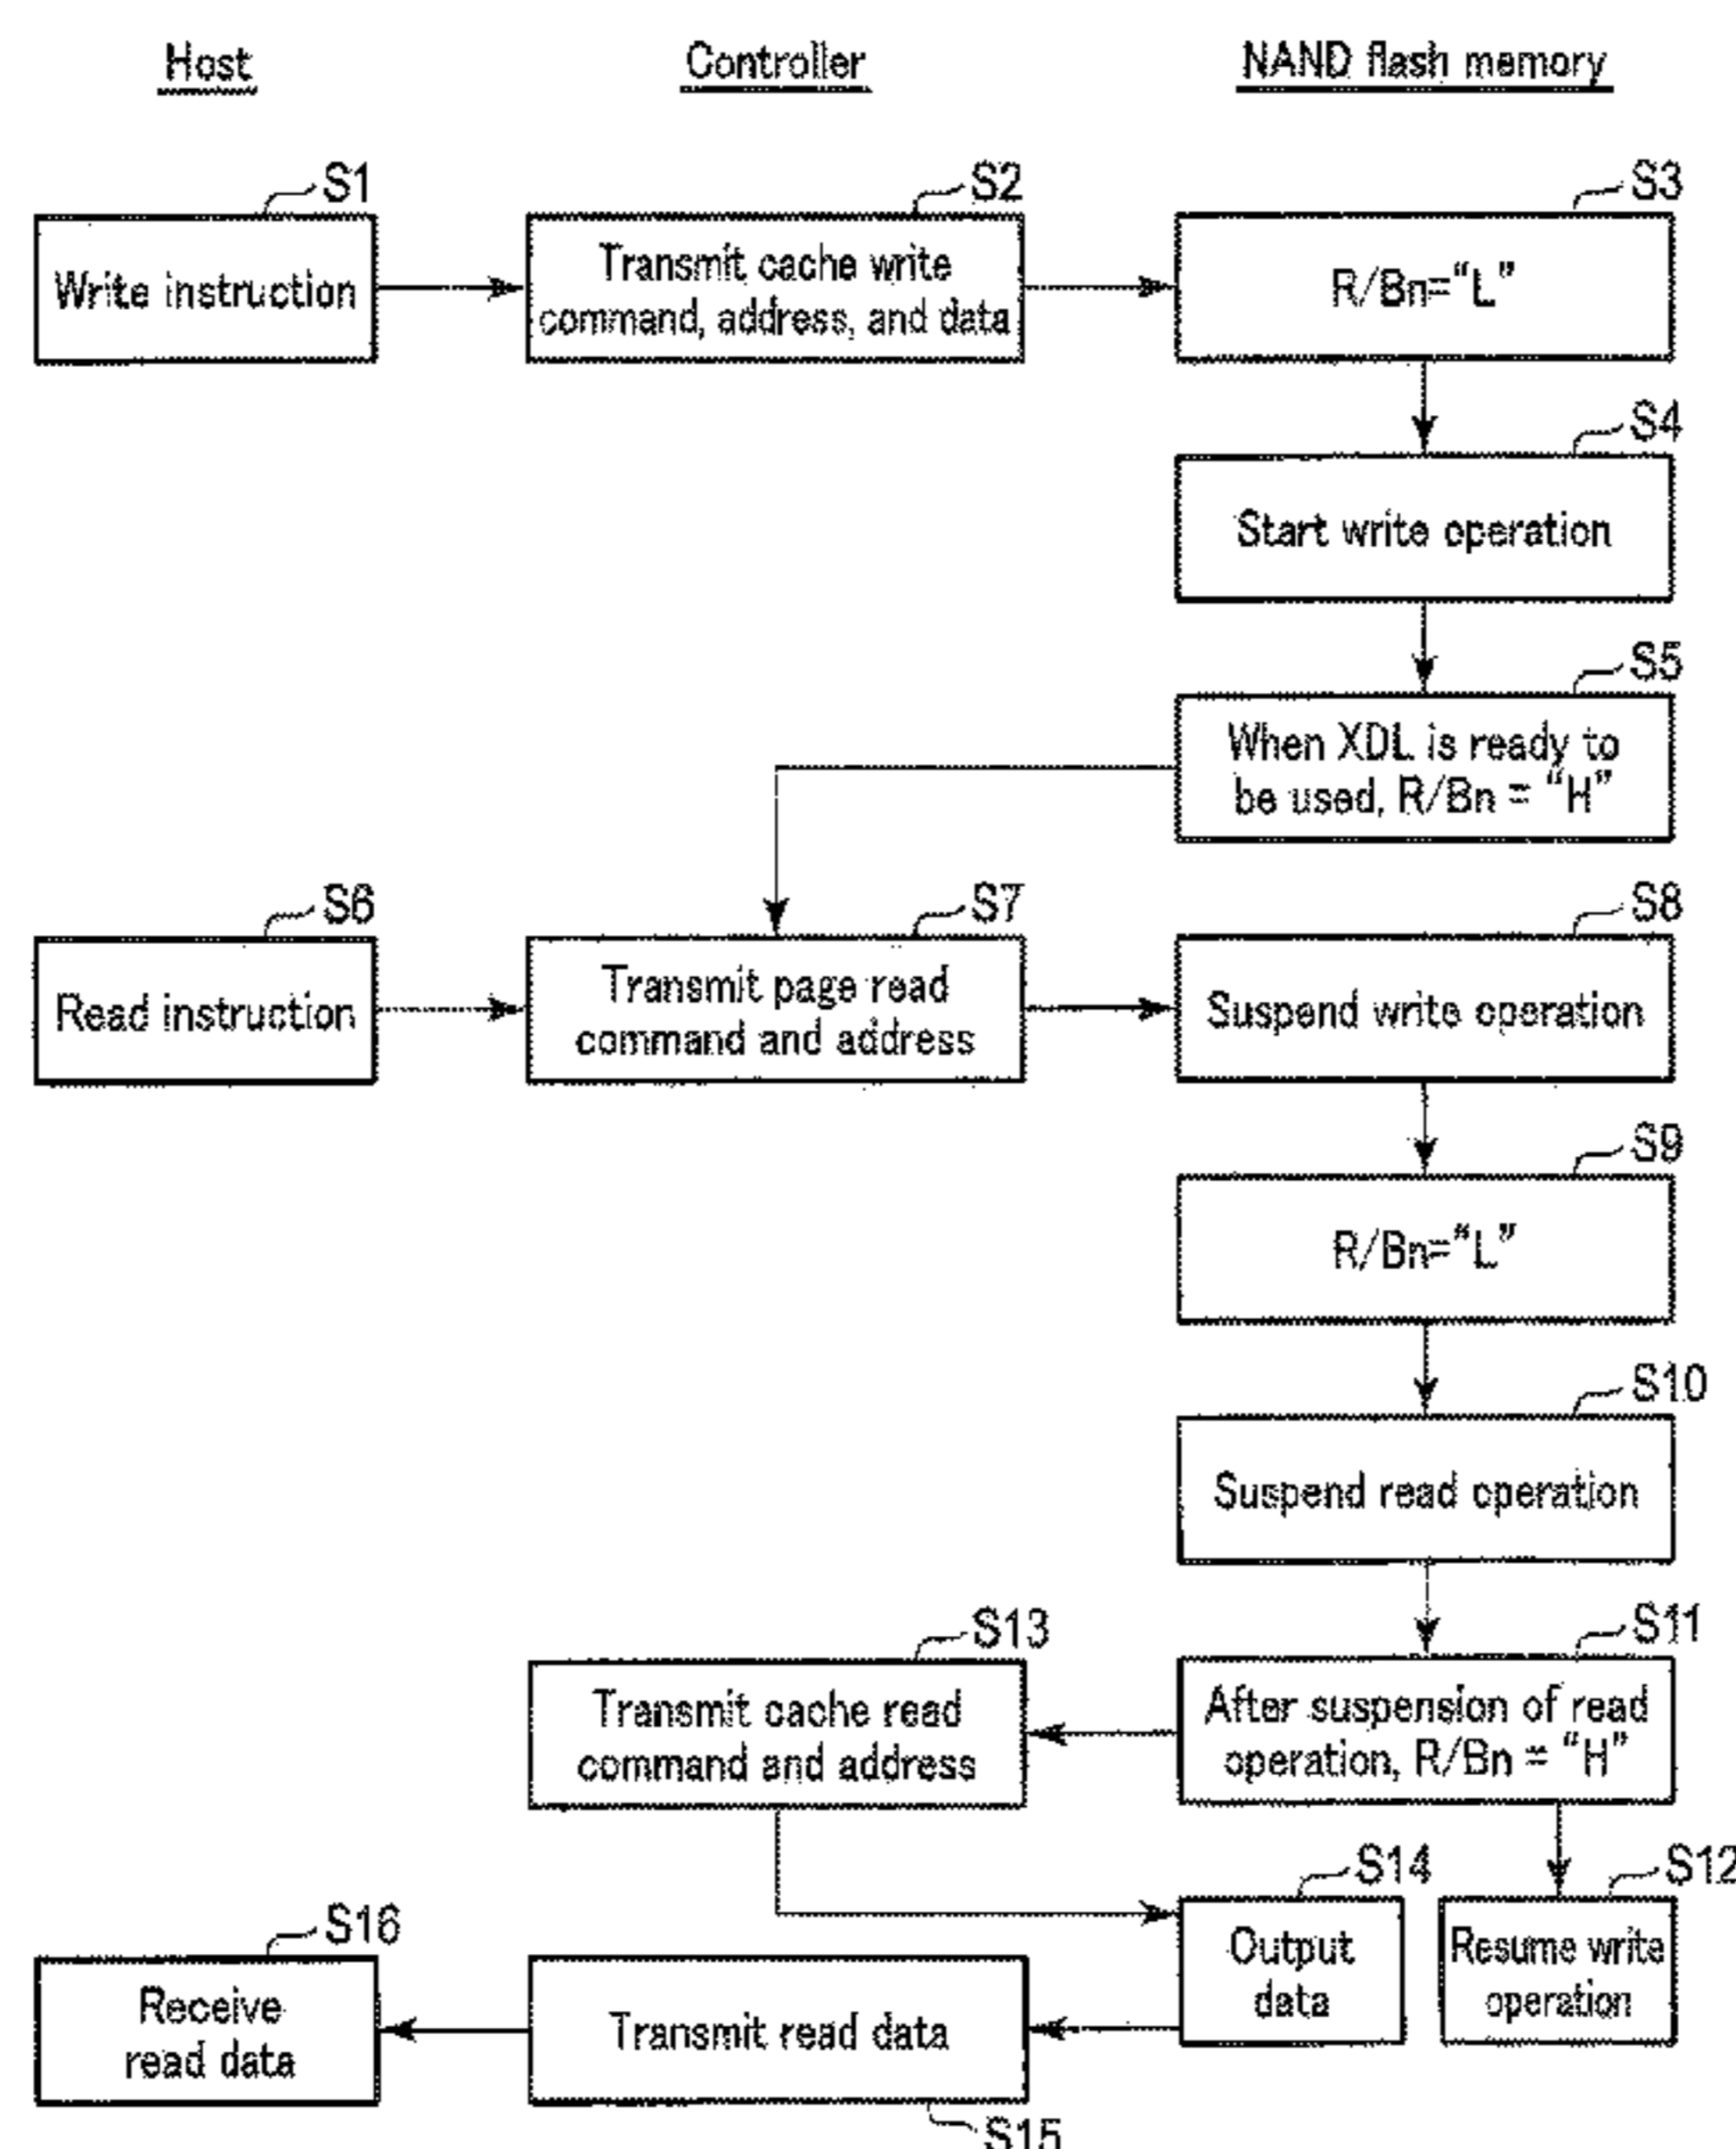 Host
Controller
NAND flash memory
S1
S2
S3
Write instruction
Transmit cache write
command, address, and data
R/Bn="L"
S4
Start write operation
S5
When XDL is ready to
be used, R/Bn = "H"
S6
S7
S8
Read instruction
Transmit page read
command and address
Suspend write operation
S9
R/Bn="L"
S10
Suspend read operation
S13
S11
Transmit cache read
command and address
After suspension of read
operation, R/Bn = "H"
S14
S12
S16
Output
data
Resume write
operation
Receive
read data
Transmit read data
S15